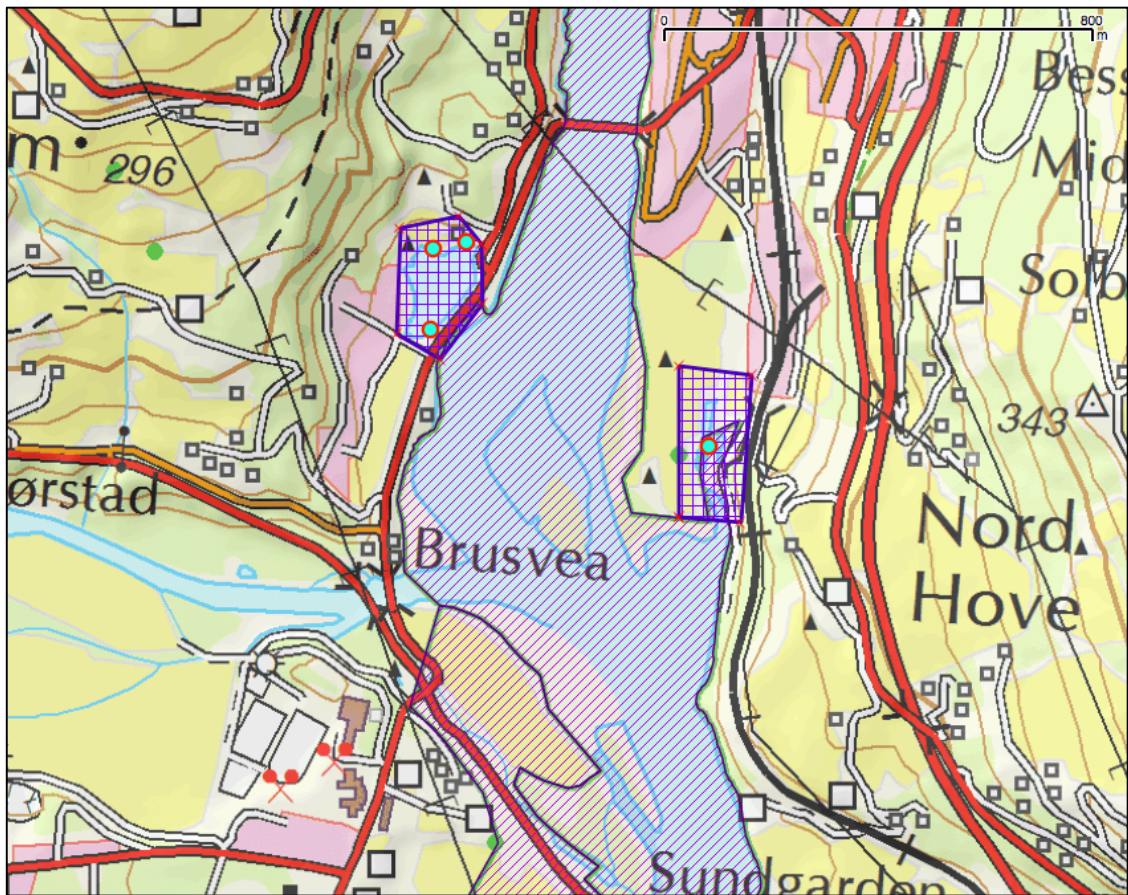 0 800
m
Bess
m
296
Mid
Solb
343
ørstad
Nord
Brusvea
Hove
Sundgarden